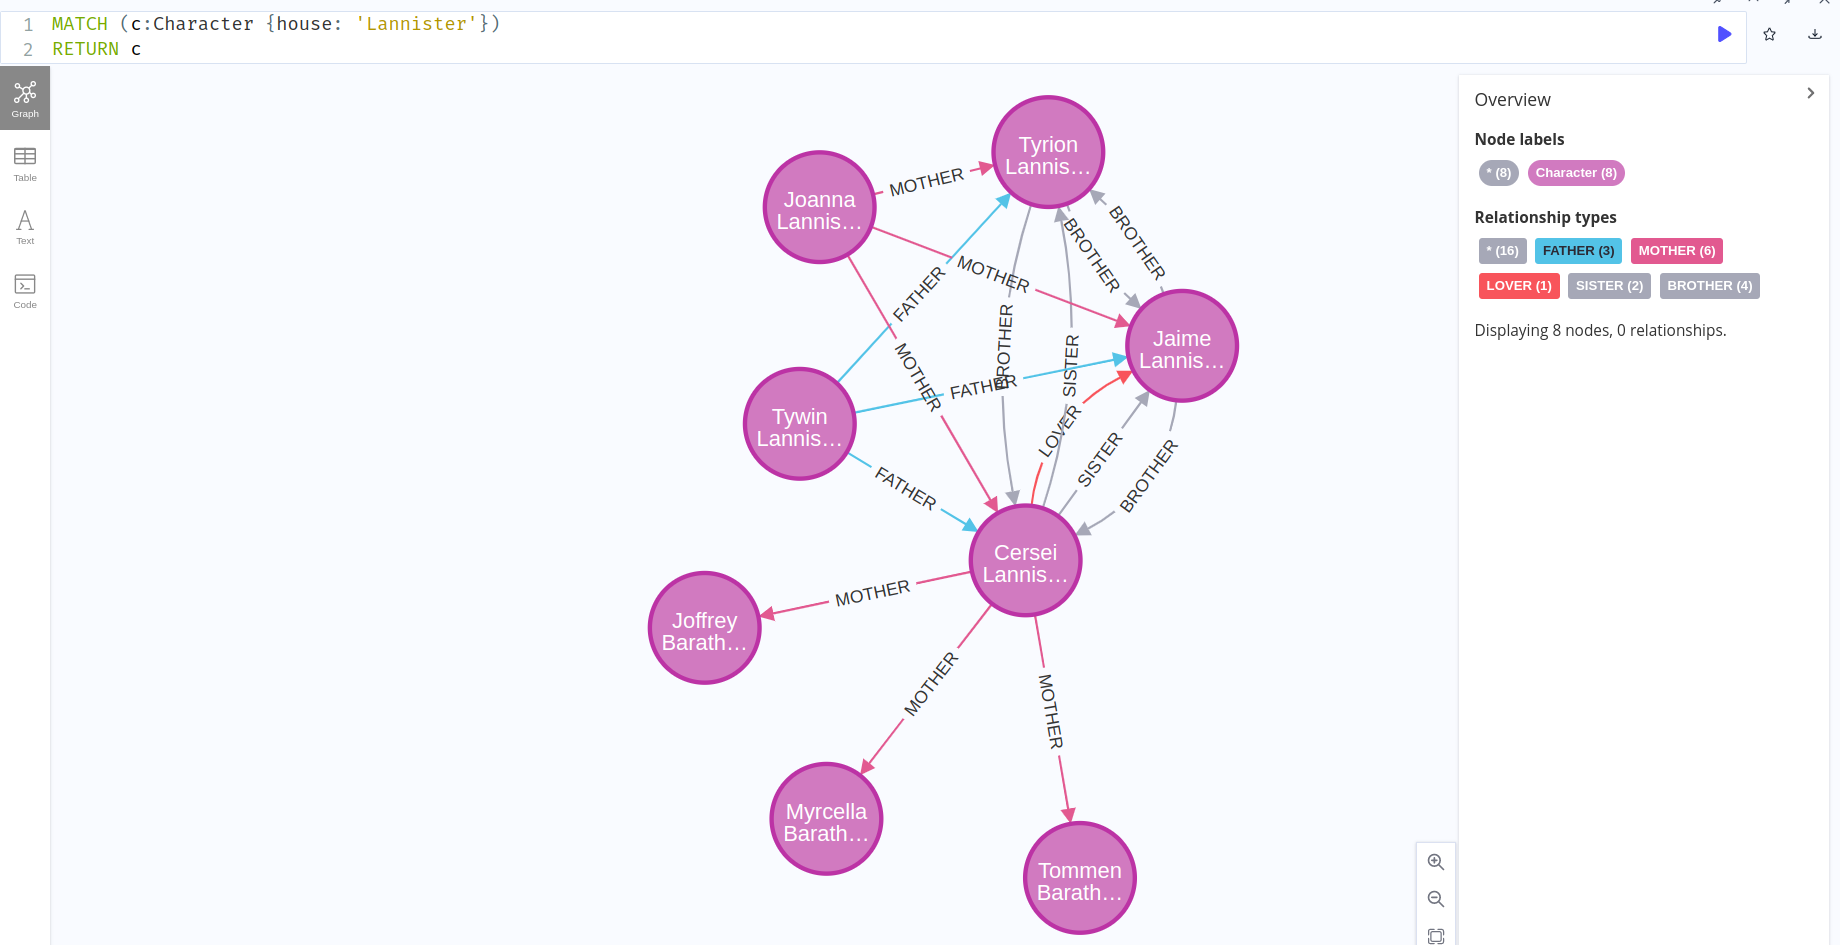 1 MATCH (c:Character {house: 'Lannister'})
2 RETURN c
Graph
Table
Text
Code
Tyrion
Lannis…
Joanna
Lannis…
Jaime
Lannis…
Tywin
Lannis…
Cersei
Lannis…
Joffrey
Barath…
Myrcella
Barath…
Tommen
Barath…
MOTHER
MOTHER
MOTHER
FATHER
FATHER
FATHER
BROTHER
BROTHER
BROTHER
SISTER
LOVER
SISTER
BROTHER
MOTHER
MOTHER
MOTHER
Overview
Node labels
* (8) Character (8)
Relationship types
* (16) FATHER (3) MOTHER (6)
LOVER (1) SISTER (2) BROTHER (4)
Displaying 8 nodes, 0 relationships.